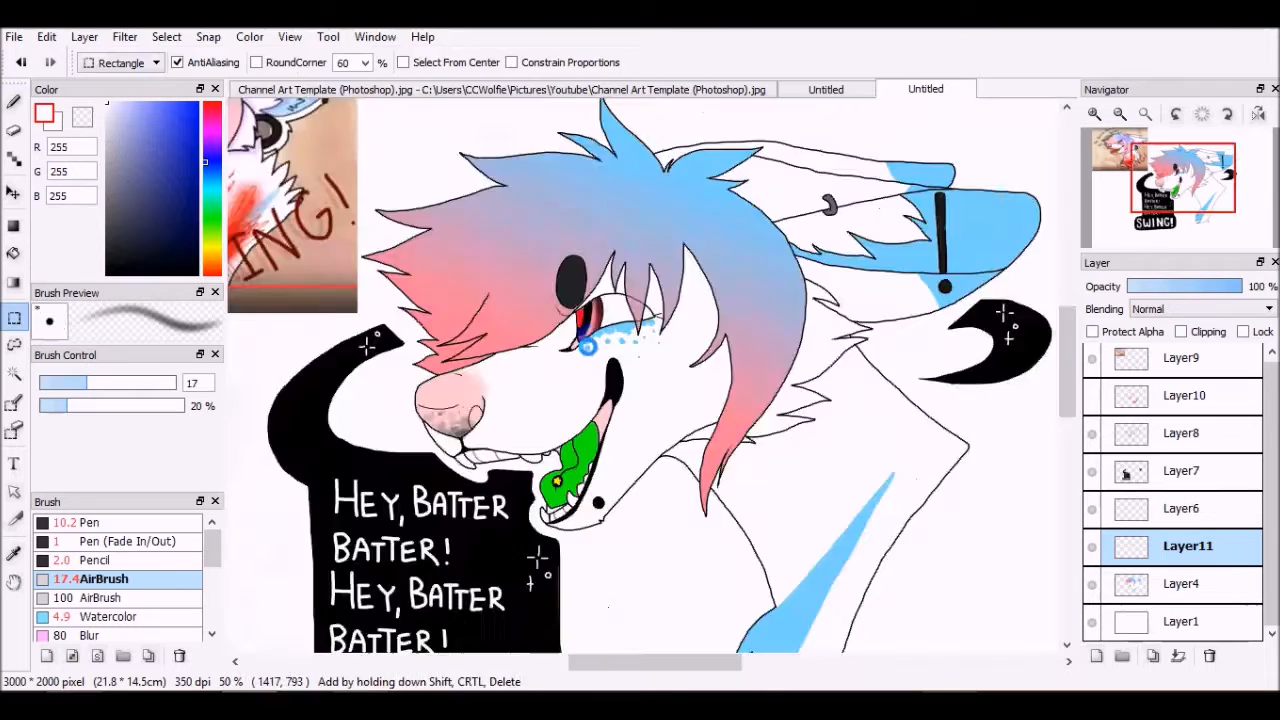 File Edit Layer Filter Select Snap Color View Tool Window Help
Rectangle AntiAliasing RoundCorner 60 % Select From Center Constrain Proportions
Color
Channel Art Template (Photoshop).jpg - C:\Users\CCWolfie\Pictures\Youtube\Channel Art Template (Photoshop).jpg Untitled Untitled
Navigator
R 255
G 255
B 255
ING!
SWING!
Brush Preview
Brush Control
17
20 %
Layer
Opacity 100 %
Blending Normal
Protect Alpha Clipping Lock
Layer9
Layer10
Layer8
Layer7
Layer6
Layer11
Layer4
Layer1
HEY, BATTER
BATTER!
HEY, BATTER
BATTER!
Brush
10.2 Pen
1 Pen (Fade In/Out)
2.0 Pencil
17.4 AirBrush
100 AirBrush
4.9 Watercolor
80 Blur
3000 * 2000 pixel (21.8 * 14.5cm) 350 dpi 50 % ( 1417, 793 ) Add by holding down Shift, CRTL, Delete